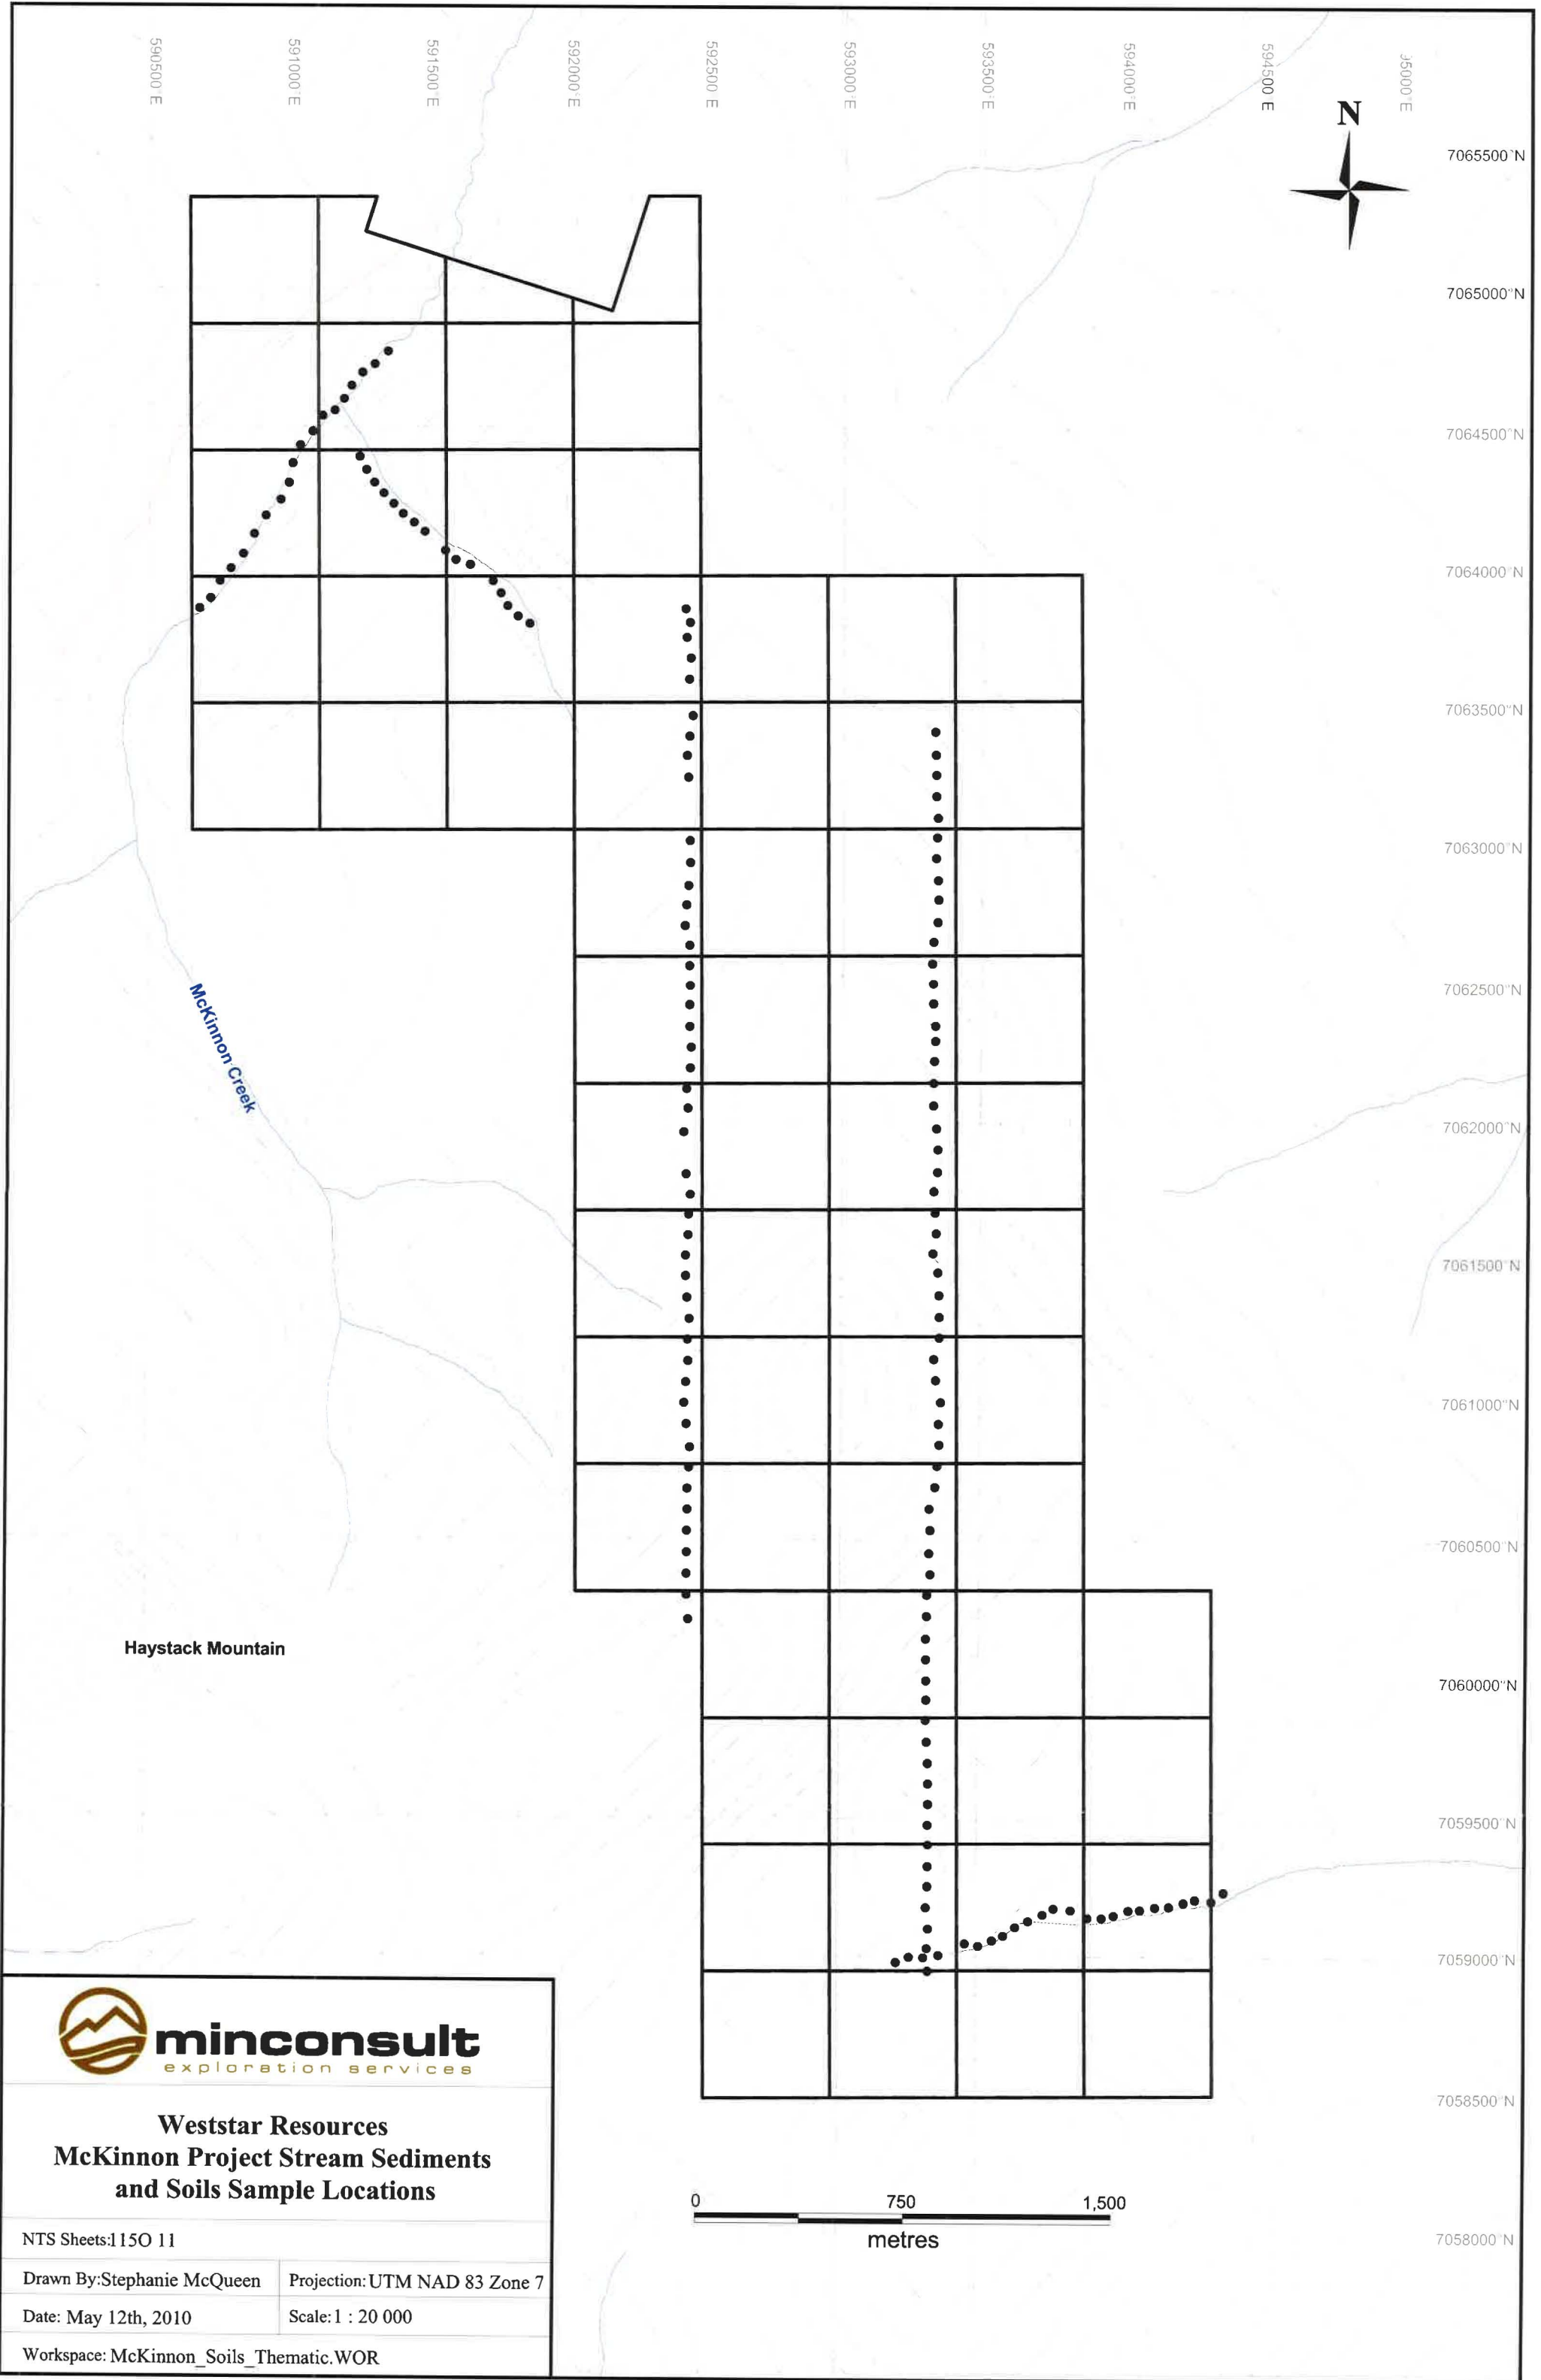 590500°E
591000°E
591500°E
592000°E
592500°E
593000°E
593500°E
594000°E
594500 E
95000°E
N
7065500°N
7065000"N
7064500°N
7064000"N
7063500"N
7063000"N
7062500"N
7062000"N
7061500"N
7061000"N
7060500"N
7060000"N
7059500"N
7059000"N
7058500"N
7058000"N
McKinnon Creek
Haystack Mountain
minconsult
exploration services
Weststar Resources
McKinnon Project Stream Sediments
and Soils Sample Locations
NTS Sheets:115O 11
Drawn By:Stephanie McQueen
Projection: UTM NAD 83 Zone 7
Date: May 12th, 2010
Scale: 1 : 20 000
Workspace: McKinnon_Soils_Thematic.WOR
0 750 1,500
metres